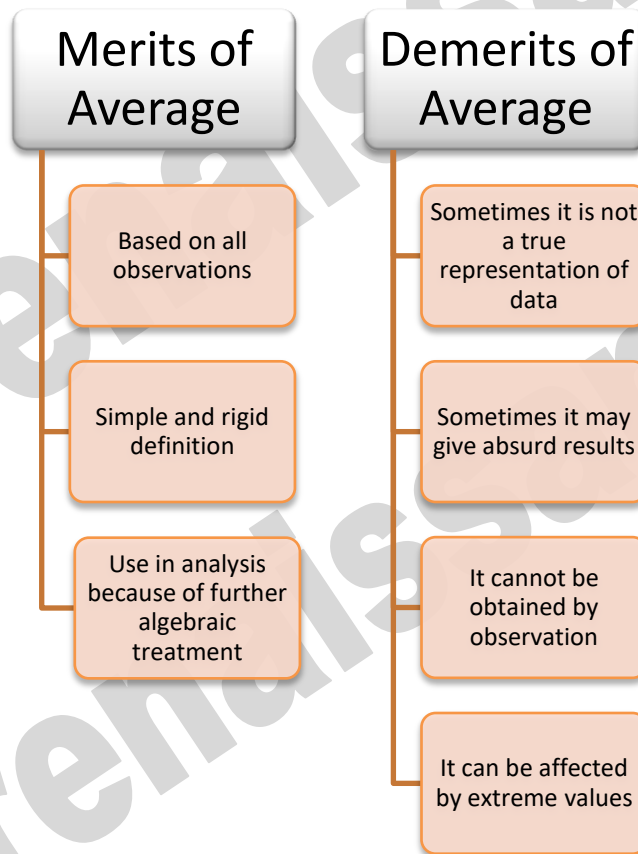 Merits of
Average
Based on all
observations
Simple and rigid
definition
Use in analysis
because of further
algebraic
treatment
Demerits of
Average
Sometimes it is not
a true
representation of
data
Sometimes it may
give absurd results
It cannot be
obtained by
observation
It can be affected
by extreme values